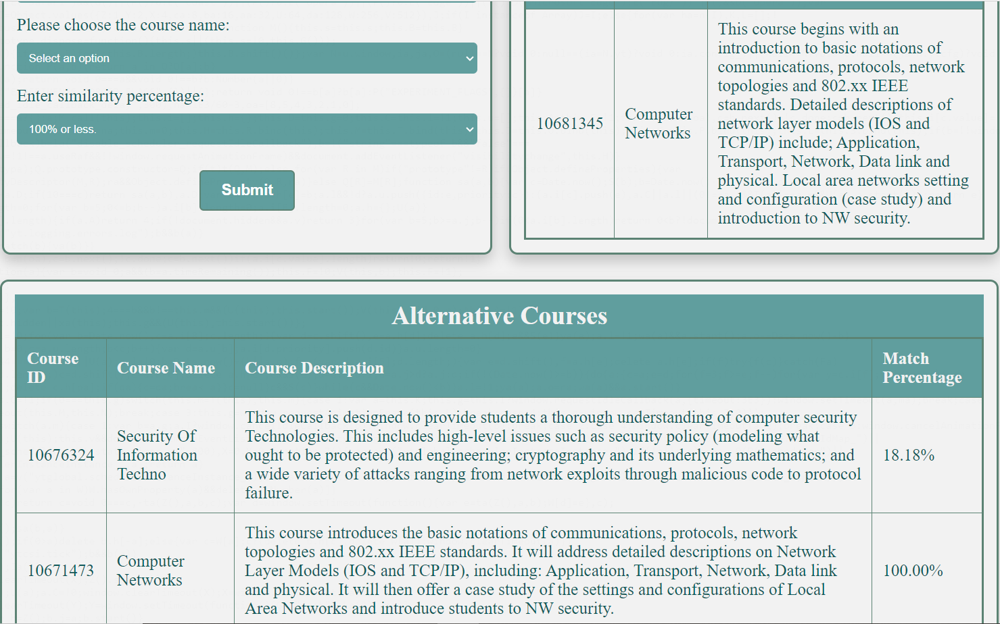 Please choose the course name:
Select an option
Enter similarity percentage:
100% or less.
Submit
10681345
Computer
Networks
This course begins with an
introduction to basic notations of
communications, protocols, network
topologies and 802.xx IEEE
standards. Detailed descriptions of
network layer models (IOS and
TCP/IP) include; Application,
Transport, Network, Data link and
physical. Local area networks setting
and configuration (case study) and
introduction to NW security.
Alternative Courses
Course
ID
Course Name
Course Description
Match
Percentage
10676324
Security Of
Information
Techno
This course is designed to provide students a thorough understanding of computer security
Technologies. This includes high-level issues such as security policy (modeling what
ought to be protected) and engineering; cryptography and its underlying mathematics; and
a wide variety of attacks ranging from network exploits through malicious code to protocol
failure.
18.18%
10671473
Computer
Networks
This course introduces the basic notations of communications, protocols, network
topologies and 802.xx IEEE standards. It will address detailed descriptions on Network
Layer Models (IOS and TCP/IP), including: Application, Transport, Network, Data link
and physical. It will then offer a case study of the settings and configurations of Local
Area Networks and introduce students to NW security.
100.00%